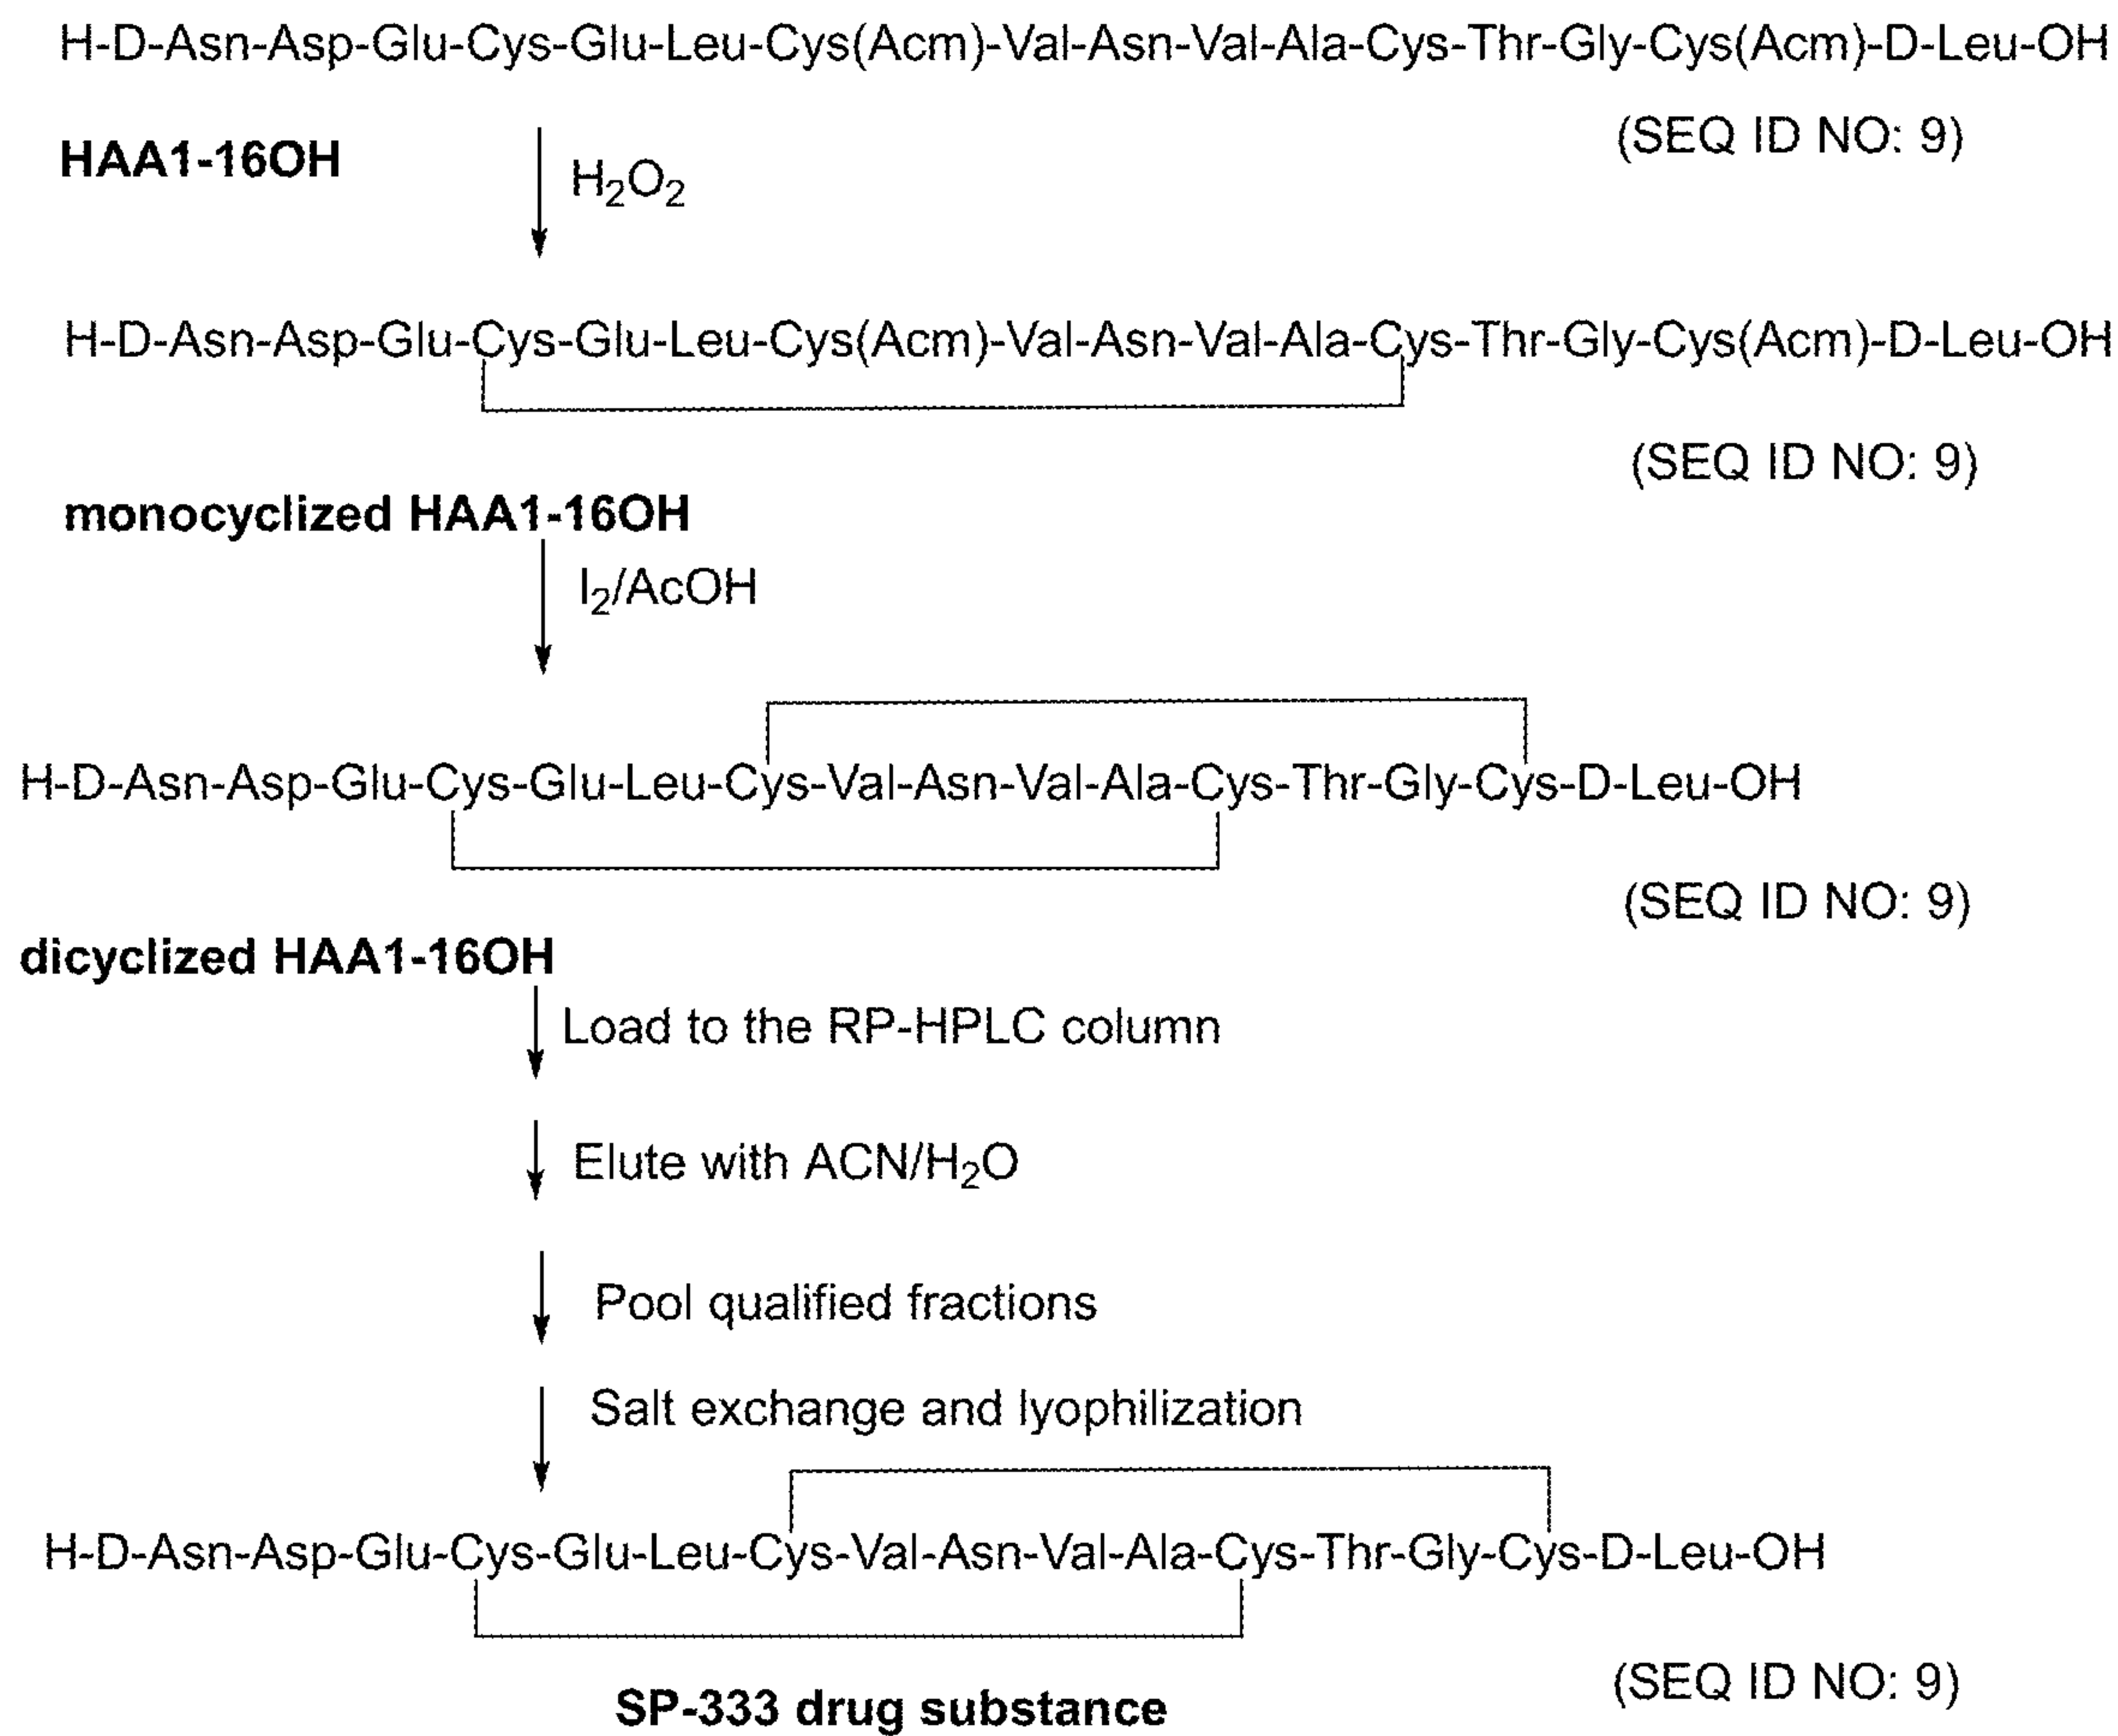 H-D-Asn-Asp-Glu-Cys-Glu-Leu-Cys(Acm)-Val-Asn-Val-Ala-Cys-Thr-Gly-Cys(Acm)-D-Leu-OH
(SEQ ID NO: 9)
HAA1-16OH
H₂O₂
H-D-Asn-Asp-Glu-Cys-Glu-Leu-Cys(Acm)-Val-Asn-Val-Ala-Cys-Thr-Gly-Cys(Acm)-D-Leu-OH
(SEQ ID NO: 9)
monocyclized HAA1-16OH
I₂/AcOH
H-D-Asn-Asp-Glu-Cys-Glu-Leu-Cys-Val-Asn-Val-Ala-Cys-Thr-Gly-Cys-D-Leu-OH
(SEQ ID NO: 9)
dicyclized HAA1-16OH
Load to the RP-HPLC column
Elute with ACN/H₂O
Pool qualified fractions
Salt exchange and lyophilization
H-D-Asn-Asp-Glu-Cys-Glu-Leu-Cys-Val-Asn-Val-Ala-Cys-Thr-Gly-Cys-D-Leu-OH
(SEQ ID NO: 9)
SP-333 drug substance